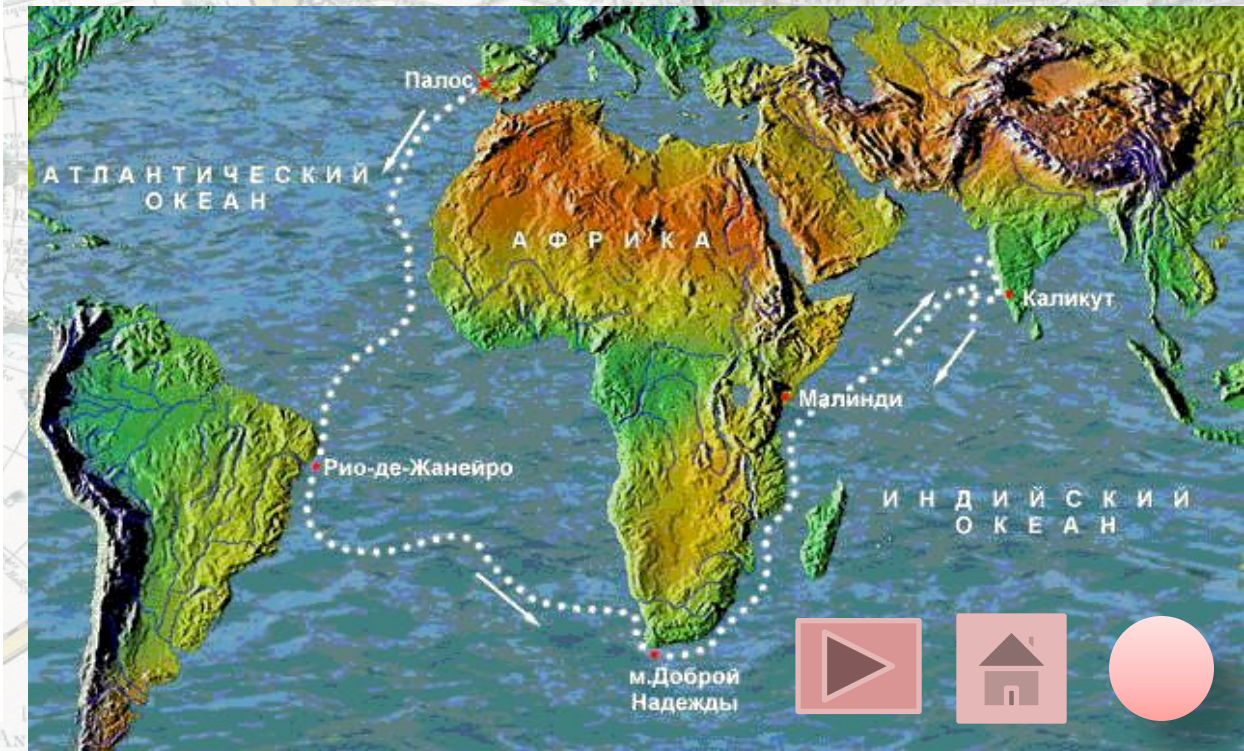 Палос
АТЛАНТИЧЕСКИЙ
ОКЕАН
АФРИКА
Каликут
Малинди
Рио-де-Жанейро
ИНДИЙСКИЙ
ОКЕАН
м.Доброй
Надежды